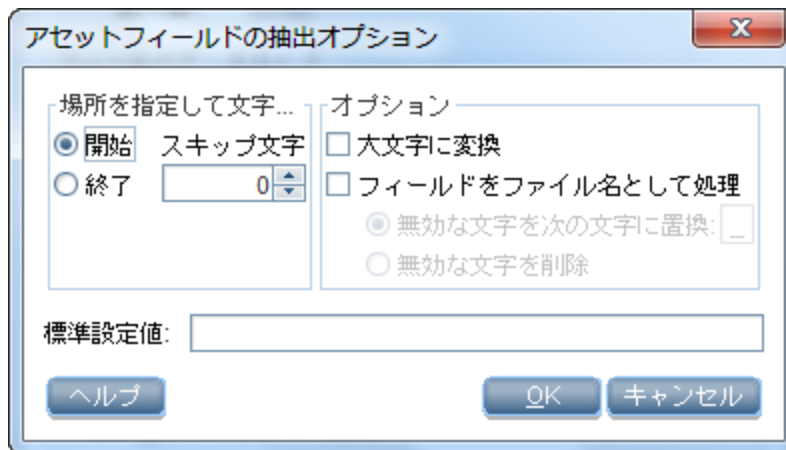 アセットフィールドの抽出オプション
場所を指定して文字...
開始 スキップ文字
終了 0
オプション
大文字に変換
フィールドをファイル名として処理
無効な文字を次の文字に置換: _
無効な文字を削除
標準設定値:
ヘルプ OK キャンセル